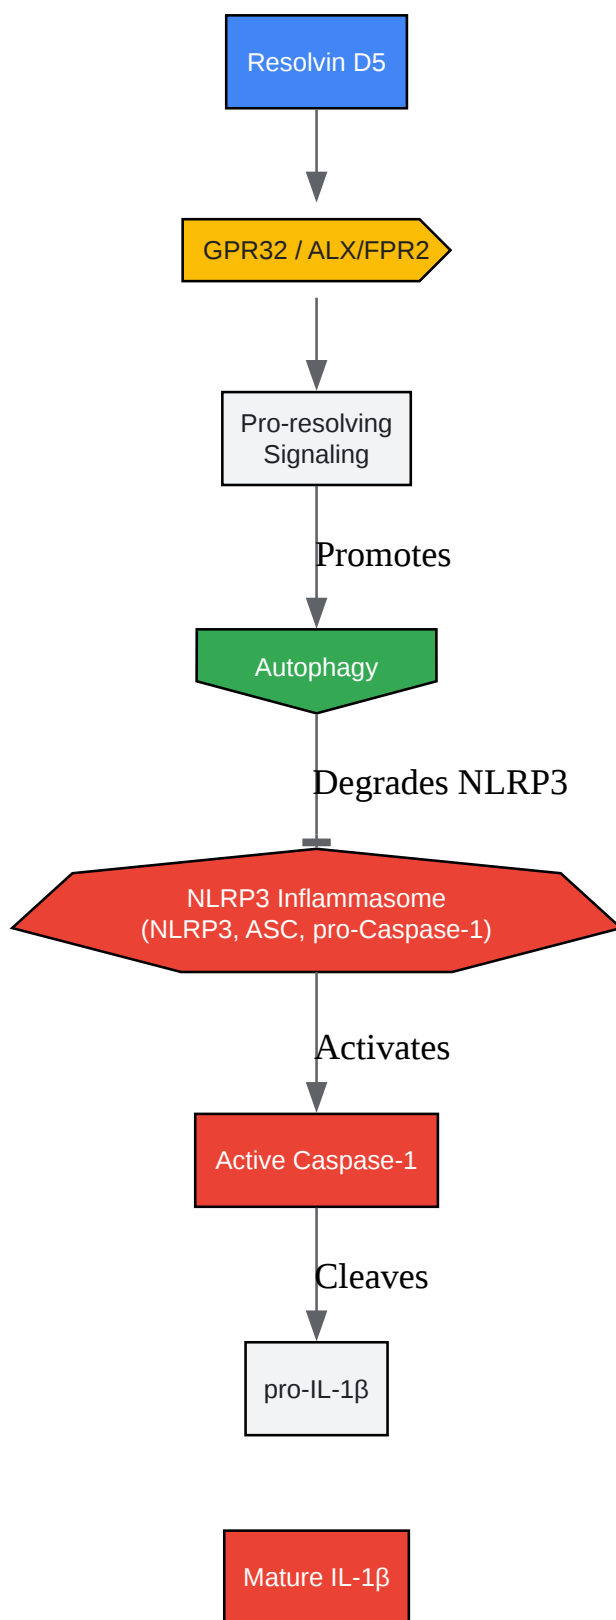 Resolvin D5
GPR32 / ALX/FPR2
Pro-resolving
Signaling
Promotes
Autophagy
Degrades NLRP3
NLRP3 Inflammasome
(NLRP3, ASC, pro-Caspase-1)
Activates
Active Caspase-1
Cleaves
pro-IL-1β
Mature IL-1β